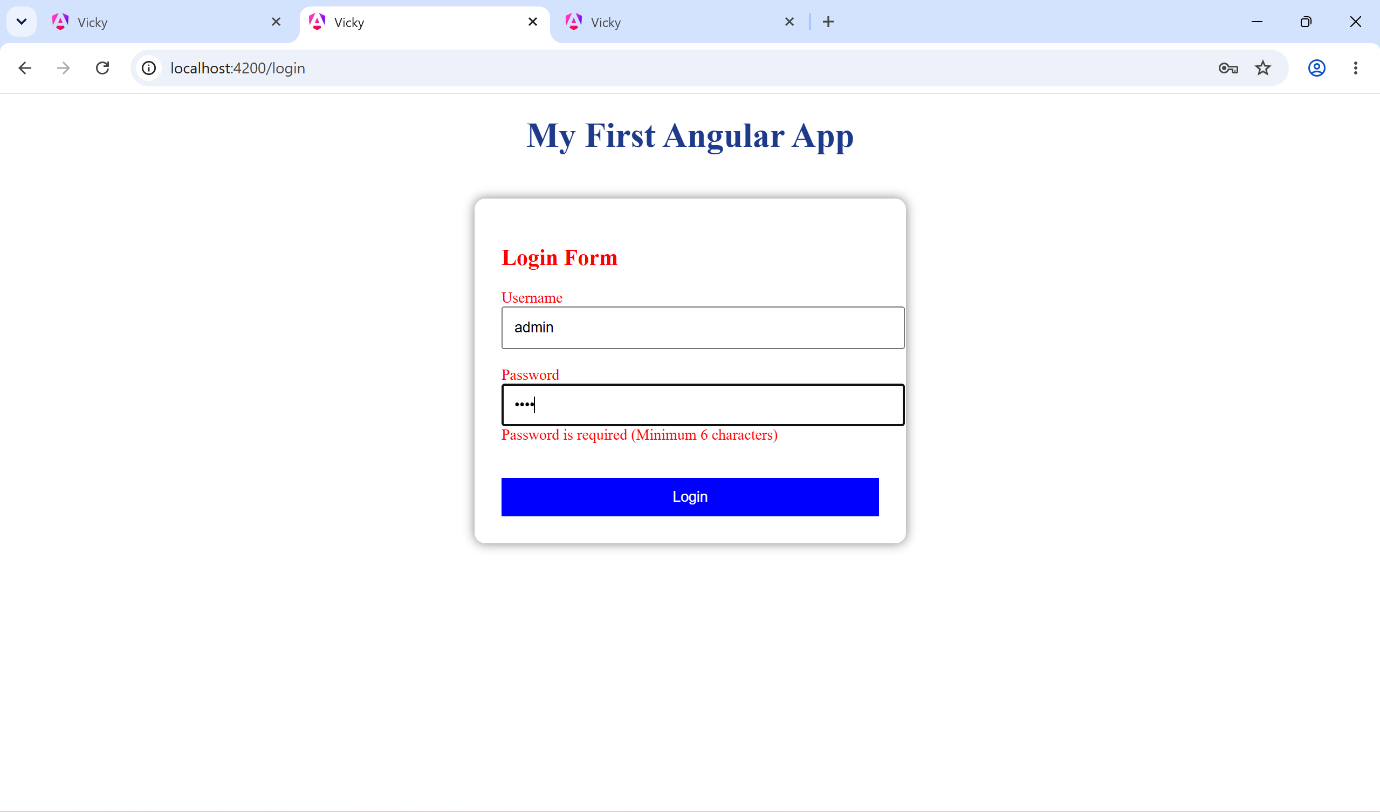 Vicky
Vicky
Vicky
localhost:4200/login
My First Angular App
Login Form
Username
admin
Password
••••
Password is required (Minimum 6 characters)
Login